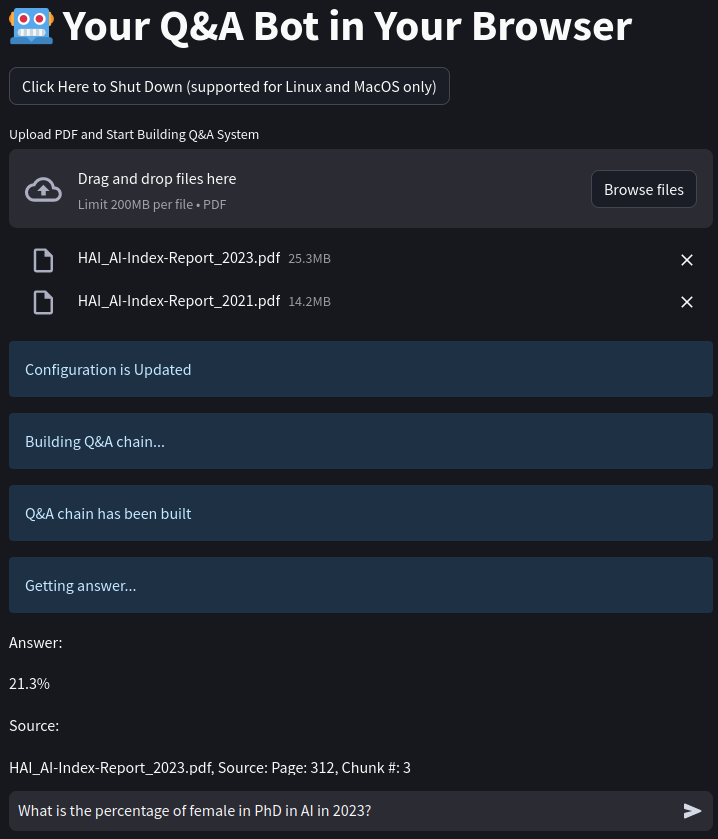 Your Q&A Bot in Your Browser
Click Here to Shut Down (supported for Linux and MacOS only)
Upload PDF and Start Building Q&A System
Drag and drop files here
Limit 200MB per file • PDF
Browse files
HAI_AI-Index-Report_2023.pdf 25.3MB
HAI_AI-Index-Report_2021.pdf 14.2MB
Configuration is Updated
Building Q&A chain...
Q&A chain has been built
Getting answer...
Answer:
21.3%
Source:
HAI_AI-Index-Report_2023.pdf, Source: Page: 312, Chunk #: 3
What is the percentage of female in PhD in AI in 2023?